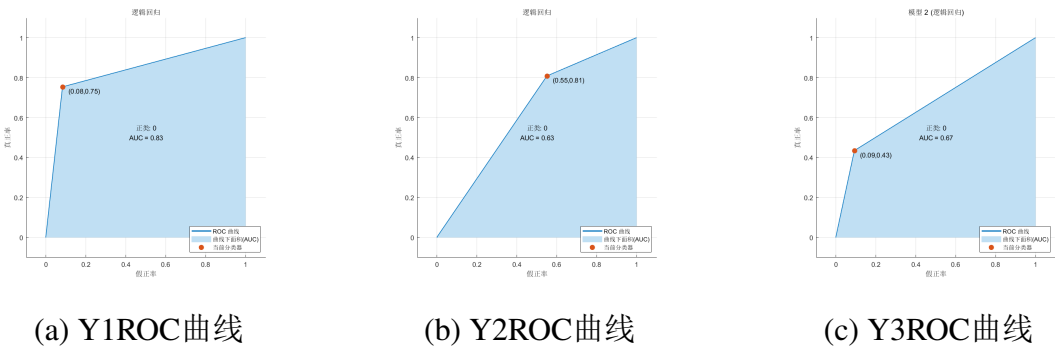 逻辑回归
1
0.8
0.6
0.4
0.2
0
真正率
(0.08,0.75)
正类: 0
AUC = 0.83
ROC 曲线
曲线下面积(AUC)
当前分类器
0 0.2 0.4 0.6 0.8 1
假正率
(a) Y1ROC曲线
逻辑回归
1
0.8
0.6
0.4
0.2
0
真正率
(0.55,0.81)
正类: 0
AUC = 0.63
ROC 曲线
曲线下面积(AUC)
当前分类器
0 0.2 0.4 0.6 0.8 1
假正率
(b) Y2ROC曲线
模型 2 (逻辑回归)
1
0.8
0.6
0.4
0.2
0
真正率
(0.09,0.43)
正类: 0
AUC = 0.67
ROC 曲线
曲线下面积(AUC)
当前分类器
0 0.2 0.4 0.6 0.8 1
假正率
(c) Y3ROC曲线